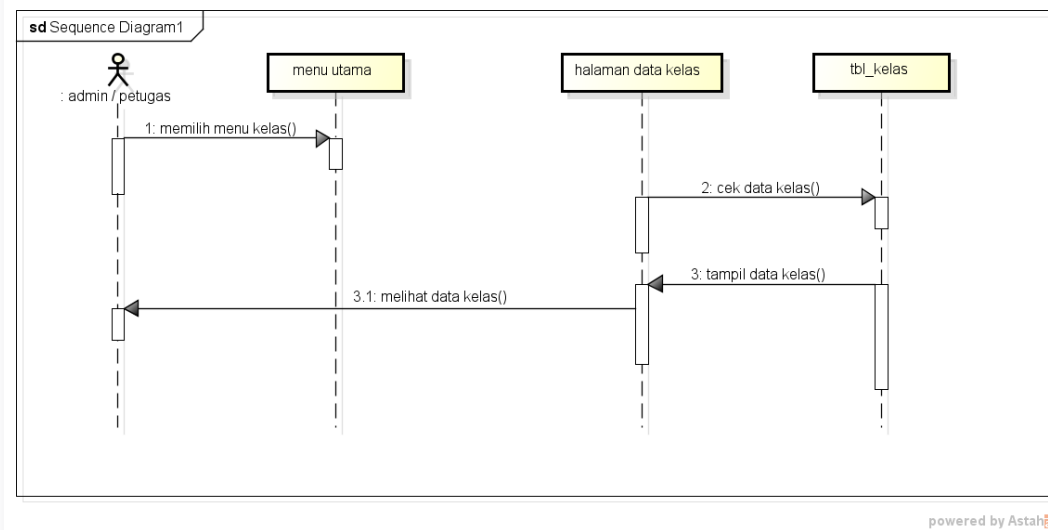 sd Sequence Diagram1
: admin / petugas
menu utama
halaman data kelas
tbl_kelas
1: memilih menu kelas()
2: cek data kelas()
3: tampil data kelas()
3.1: melihat data kelas()
powered by Astah